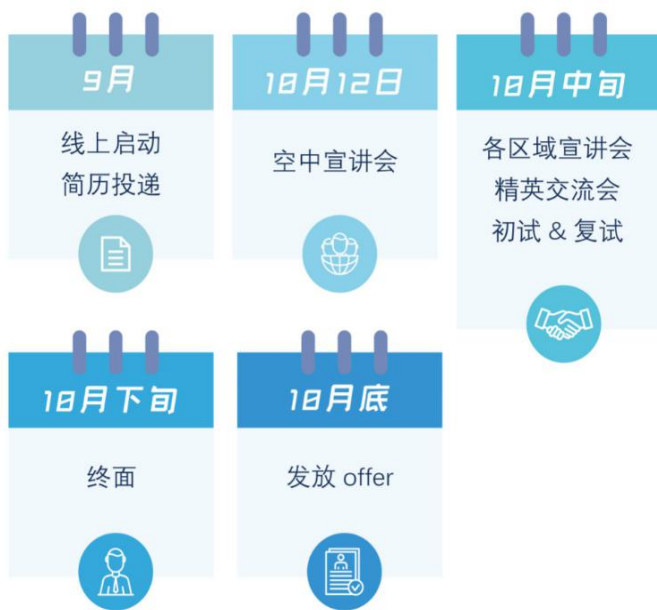 9月
线上启动
简历投递
10月12日
空中宣讲会
10月中旬
各区域宣讲会
精英交流会
初试 & 复试
10月下旬
终面
10月底
发放 offer